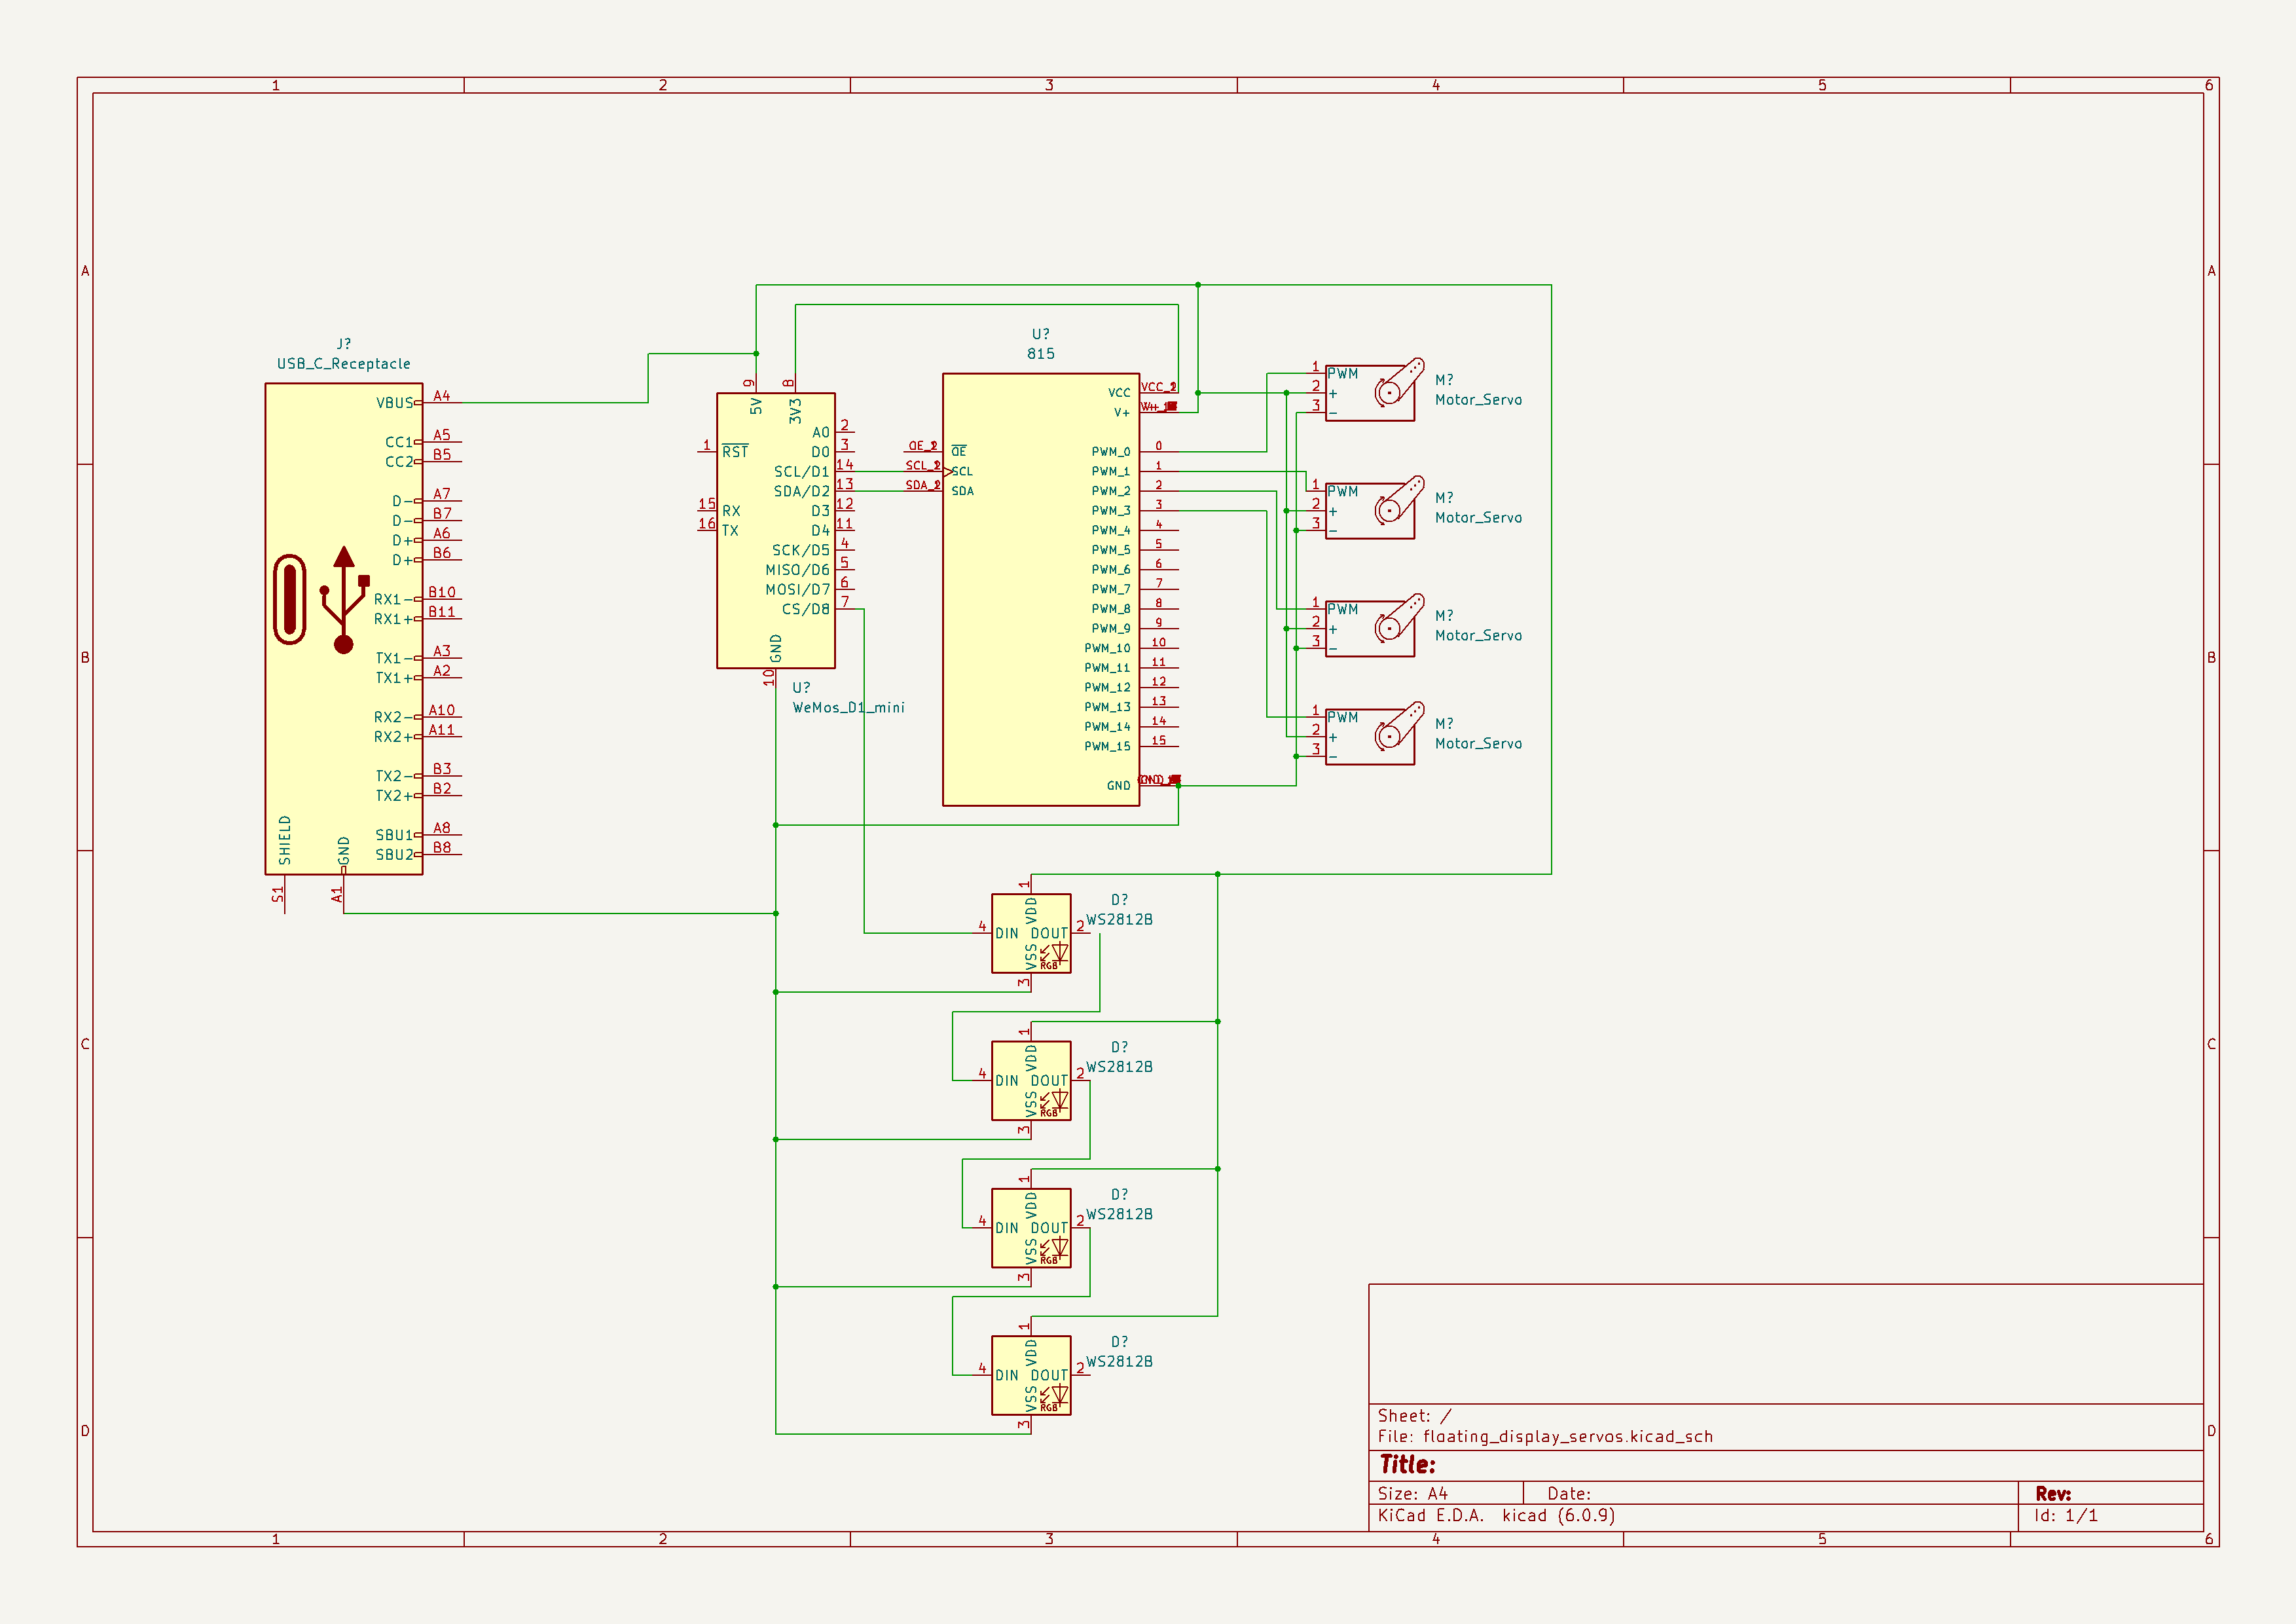 1 2 3 4 5 6
A
B
C
D
J?
USB_C_Receptacle
VBUS A4
CC1 A5
CC2 B5
D- A7
D- B7
D+ A6
D+ B6
RX1- B10
RX1+ B11
TX1- A3
TX1+ A2
RX2- A10
RX2+ A11
TX2- B3
TX2+ B2
SBU1 A8
SBU2 B8
SHIELD
GND
S1
A1
9 8
5V 3V3
A0 2
1 RST D0 3
SCL/D1 14
SDA/D2 13
15 RX D3 12
16 TX D4 11
SCK/D5 4
MISO/D6 5
MOSI/D7 6
CS/D8 7
GND
10
U?
WeMos_D1_mini
U?
815
VCC
V+
OE
SCL
SDA
PWM_0 0
PWM_1 1
PWM_2 2
PWM_3 3
PWM_4 4
PWM_5 5
PWM_6 6
PWM_7 7
PWM_8 8
PWM_9 9
PWM_10 10
PWM_11 11
PWM_12 12
PWM_13 13
PWM_14 14
PWM_15 15
GND
1 PWM
2 +
3 -
M?
Motor_Servo
1 PWM
2 +
3 -
M?
Motor_Servo
1 PWM
2 +
3 -
M?
Motor_Servo
1 PWM
2 +
3 -
M?
Motor_Servo
1
VDD
4 DIN DOUT 2
VSS
RGB
3
D?
WS2812B
1
VDD
4 DIN DOUT 2
VSS
RGB
3
D?
WS2812B
1
VDD
4 DIN DOUT 2
VSS
RGB
3
D?
WS2812B
1
VDD
4 DIN DOUT 2
VSS
RGB
3
D?
WS2812B
Sheet: /
File: floating_display_servos.kicad_sch
Title:
Size: A4 Date: Rev:
KiCad E.D.A. kicad (6.0.9) Id: 1/1
A
B
C
D
1 2 3 4 5 6